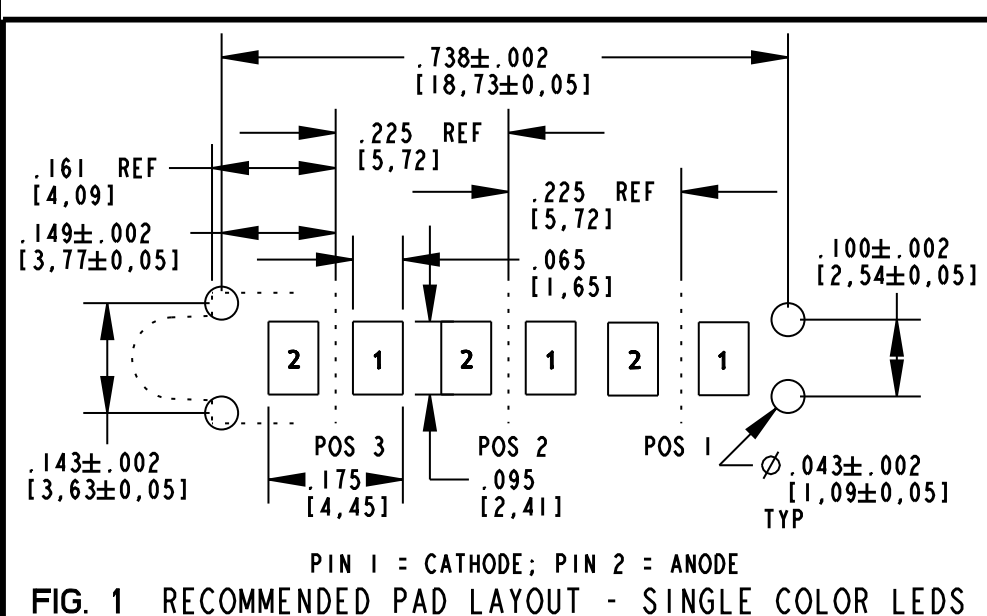 .738±.002
[18,73±0,05]
.225 REF
[5,72]
.161 REF
[4,09]
.225 REF
[5,72]
.149±.002
[3,77±0,05]
.065
[1,65]
.100±.002
[2,54±0,05]
2 1 2 1 2 1
POS 3 POS 2 POS 1
.143±.002
[3,63±0,05]
.175
[4,45]
.095
[2,41]
Ø .043±.002
[1,09±0,05]
TYP
PIN 1 = CATHODE; PIN 2 = ANODE
FIG. 1 RECOMMENDED PAD LAYOUT - SINGLE COLOR LEDS